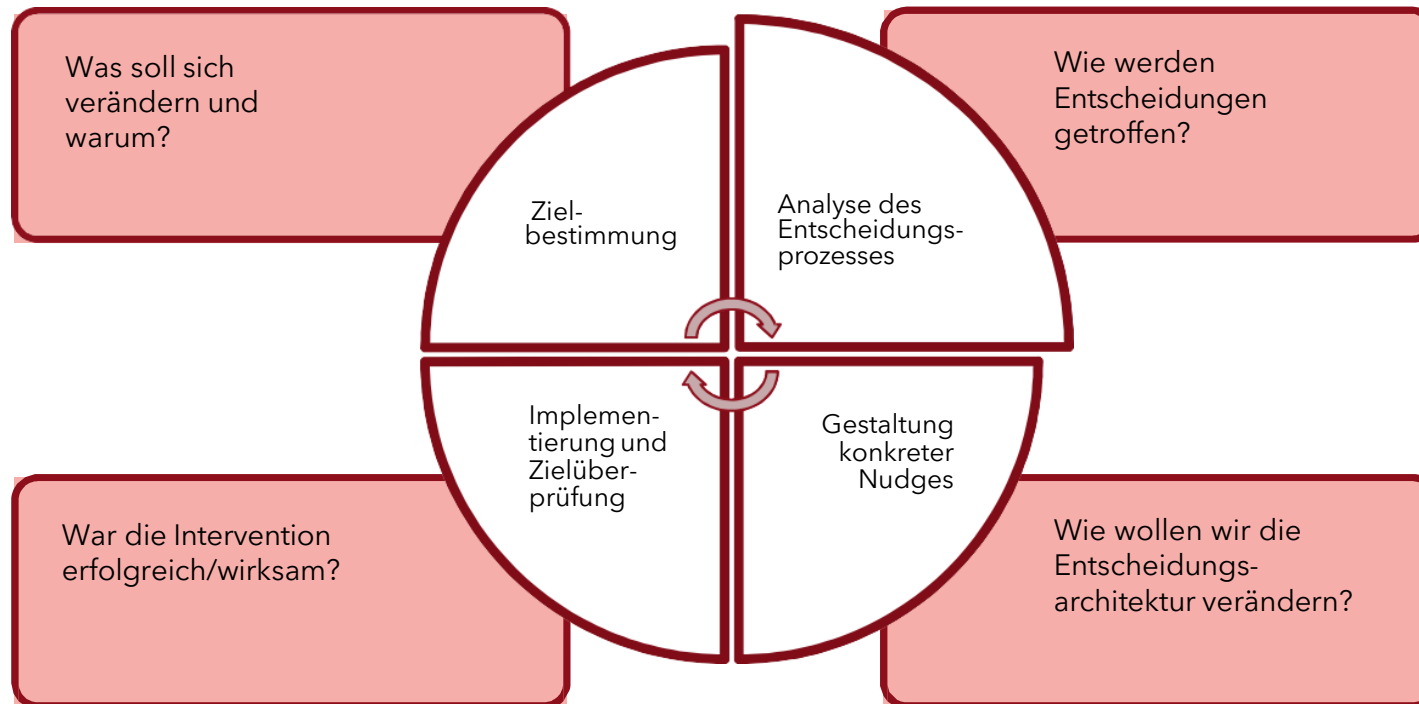 Was soll sich
verändern und
warum?
Wie werden
Entscheidungen
getroffen?
Ziel-
bestimmung
Analyse des
Entscheidungs-
prozesses
Implemen-
tierung und
Zielüber-
prüfung
Gestaltung
konkreter
Nudges
War die Intervention
erfolgreich/wirksam?
Wie wollen wir die
Entscheidungs-
architektur verändern?